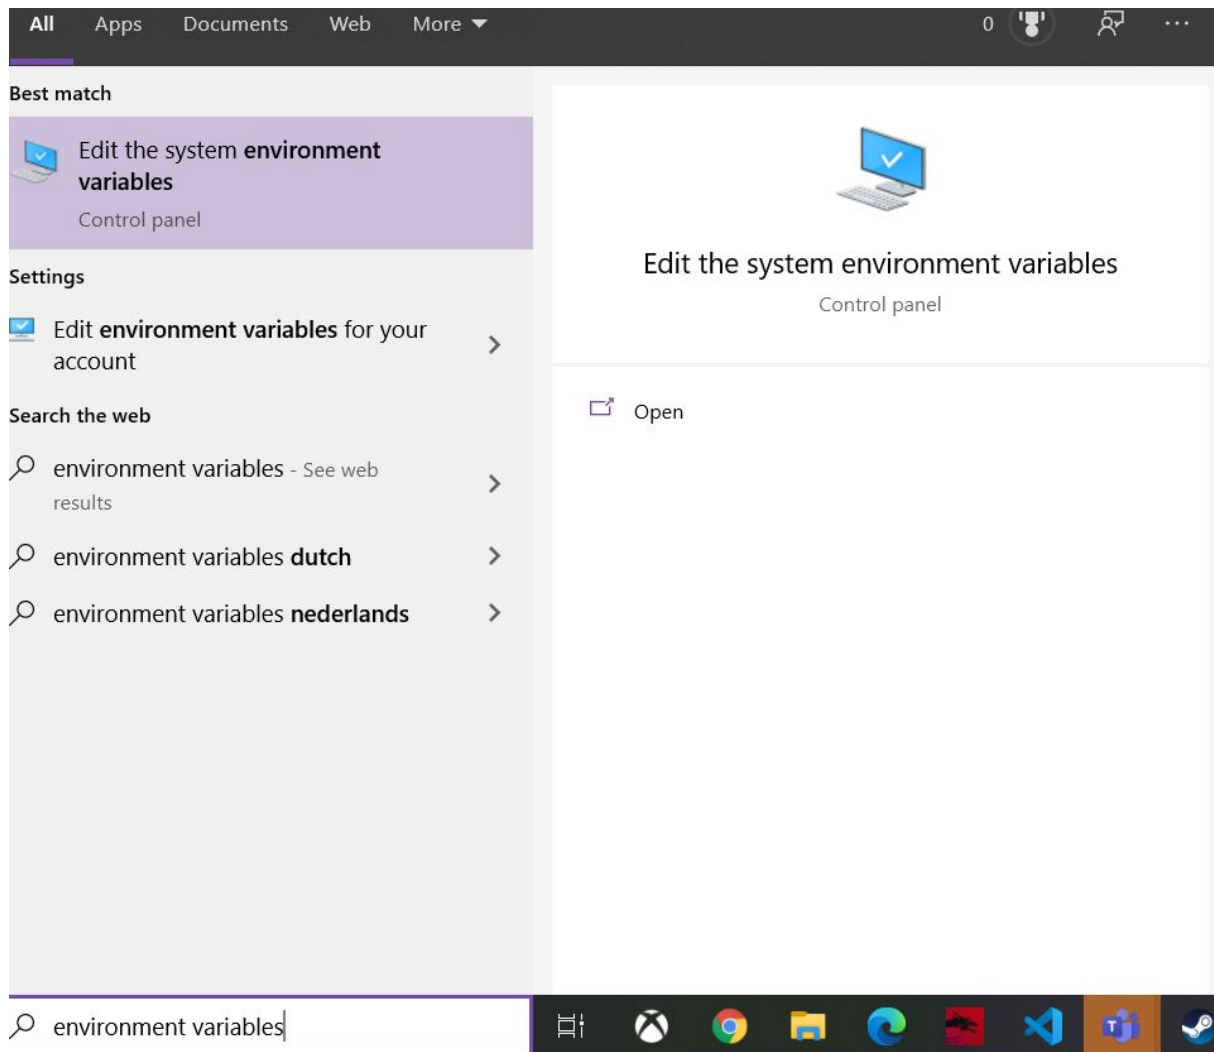 All Apps Documents Web More 0
Best match
Edit the system environment
variables
Control panel
Settings
Edit environment variables for your
account
Search the web
environment variables - See web
results
environment variables dutch
environment variables nederlands
Edit the system environment variables
Control panel
Open
environment variables